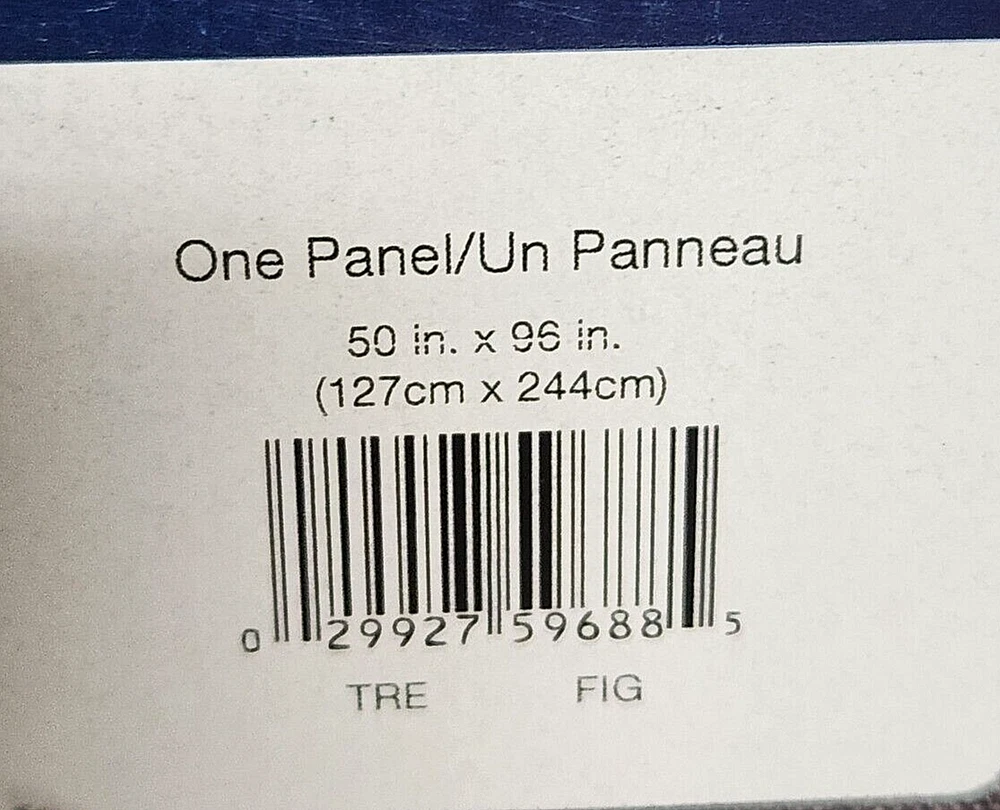 One Panel/Un Panneau
50 in. x 96 in.
(127cm x 244cm)
0 29927 59688 5
TRE FIG